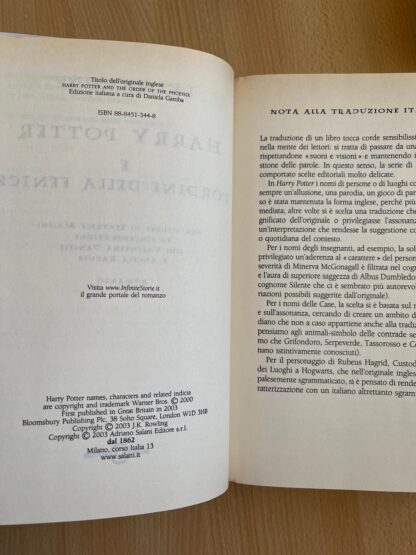 Titolo dell'originale inglese
HARRY POTTER AND THE ORDER OF THE PHOENIX
Edizione italiana a cura di Daniela Gamba
ISBN 88-8451-344-8
Visita www.InfiniteStorie.it
il grande portale del romanzo
Harry Potter names, characters and related indicia
are copyright and trademark Warner Bros. © 2000
First published in Great Britain in 2003
Bloomsbury Publishing Plc, 38 Soho Square, London W1D 3HB
Copyright © 2003 J.K. Rowling
Copyright © 2003 Adriano Salani Editore s.r.l.
dal 1862
Milano, corso Italia 13
www.salani.it
NOTA ALLA TRADUZIONE IT
La traduzione di un libro tocca corde sensibilissi
nella mente dei lettori: si tratta di passare da una
rispettandone «suoni e visioni» e mantenendo i
stione delle parole. In questo senso, la serie di
comportato scelte editoriali molto delicate.
In Harry Potter i nomi di persone o di luoghi co
sempre un'allusione, una parodia, un gioco di par
so è stata mantenuta la forma inglese, perché più
mediata; altre volte si è scelta una traduzione che
gnificato dell'originale o privilegiasse l'assonanz
un'interpretazione che rendesse la suggestione co
o quotidiana del contesto.
Per i nomi degli insegnanti, ad esempio, la sol
privilegiato un'aderenza al «carattere» del person
severità di Minerva McGonagall è filtrata nel cogn
e l'aura di superiore saggezza di Albus Dumbledo
cognome Silente che ci è sembrato più autorevol
riazioni possibili suggerite dall'originale).
Per i nomi delle Case, la scelta si è basata sul r
e sull'assonanza, cercando di creare un ambito di
diano che non a caso trasparisse anche alla tradiz
pensiamo agli animali-simbolo delle contrade se
mo che Grifondoro, Serpeverde, Tassorosso e C
nano istintivamente conosciuti).
Per il personaggio di Rubeus Hagrid, Custod
dei Luoghi a Hogwarts, che nell'originale ingles
palesemente sgrammaticato, si è pensato di rende
ratterizzazione con un italiano altrettanto sgram